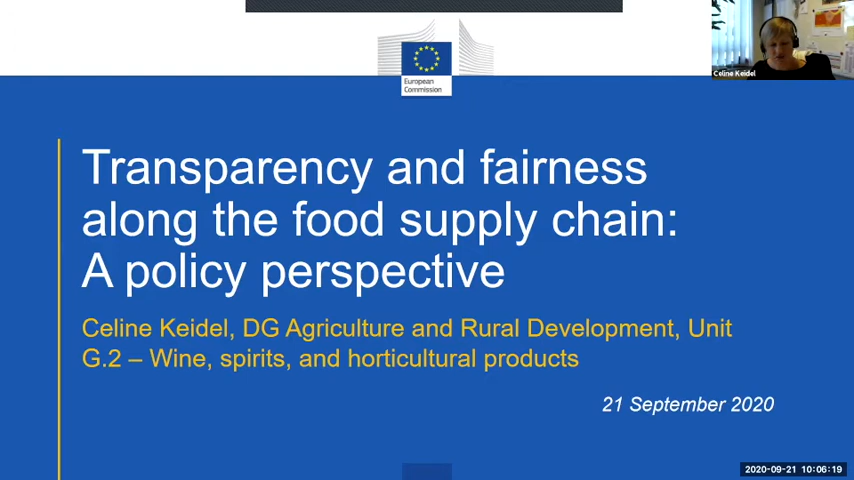 European
Commission
Celine Keidel
Transparency and fairness
along the food supply chain:
A policy perspective
Celine Keidel, DG Agriculture and Rural Development, Unit
G.2 – Wine, spirits, and horticultural products
21 September 2020
2020-09-21 10:06:19